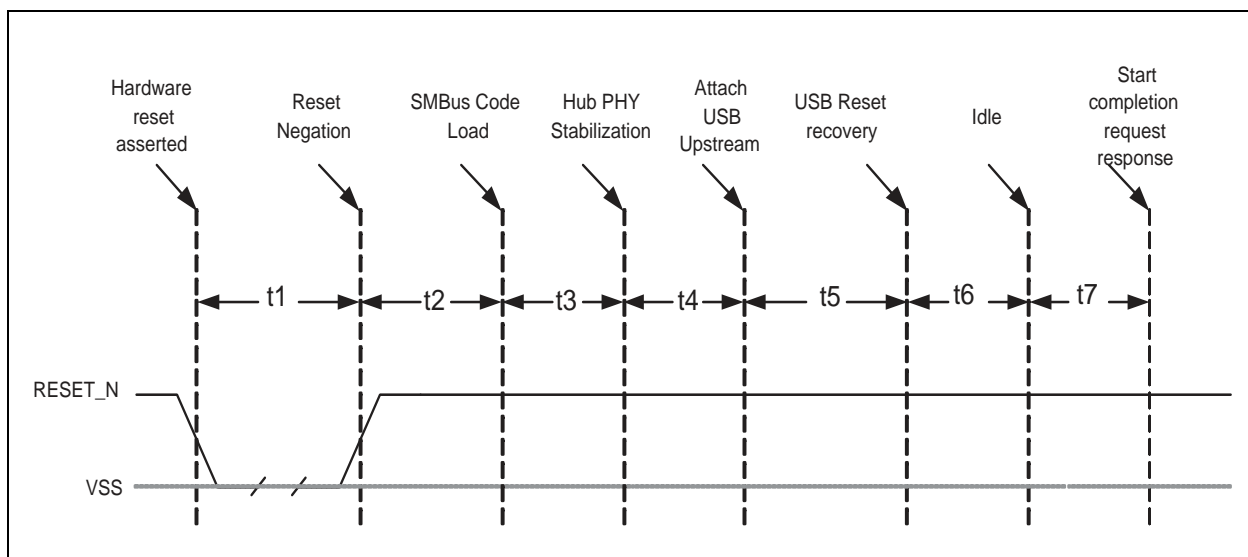 Hardware
reset
asserted
Reset
Negation
SMBus Code
Load
Hub PHY
Stabilization
Attach
USB
Upstream
USB Reset
recovery
Idle
Start
completion
request
response
t1
t2
t3
t4
t5
t6
t7
RESET_N
VSS